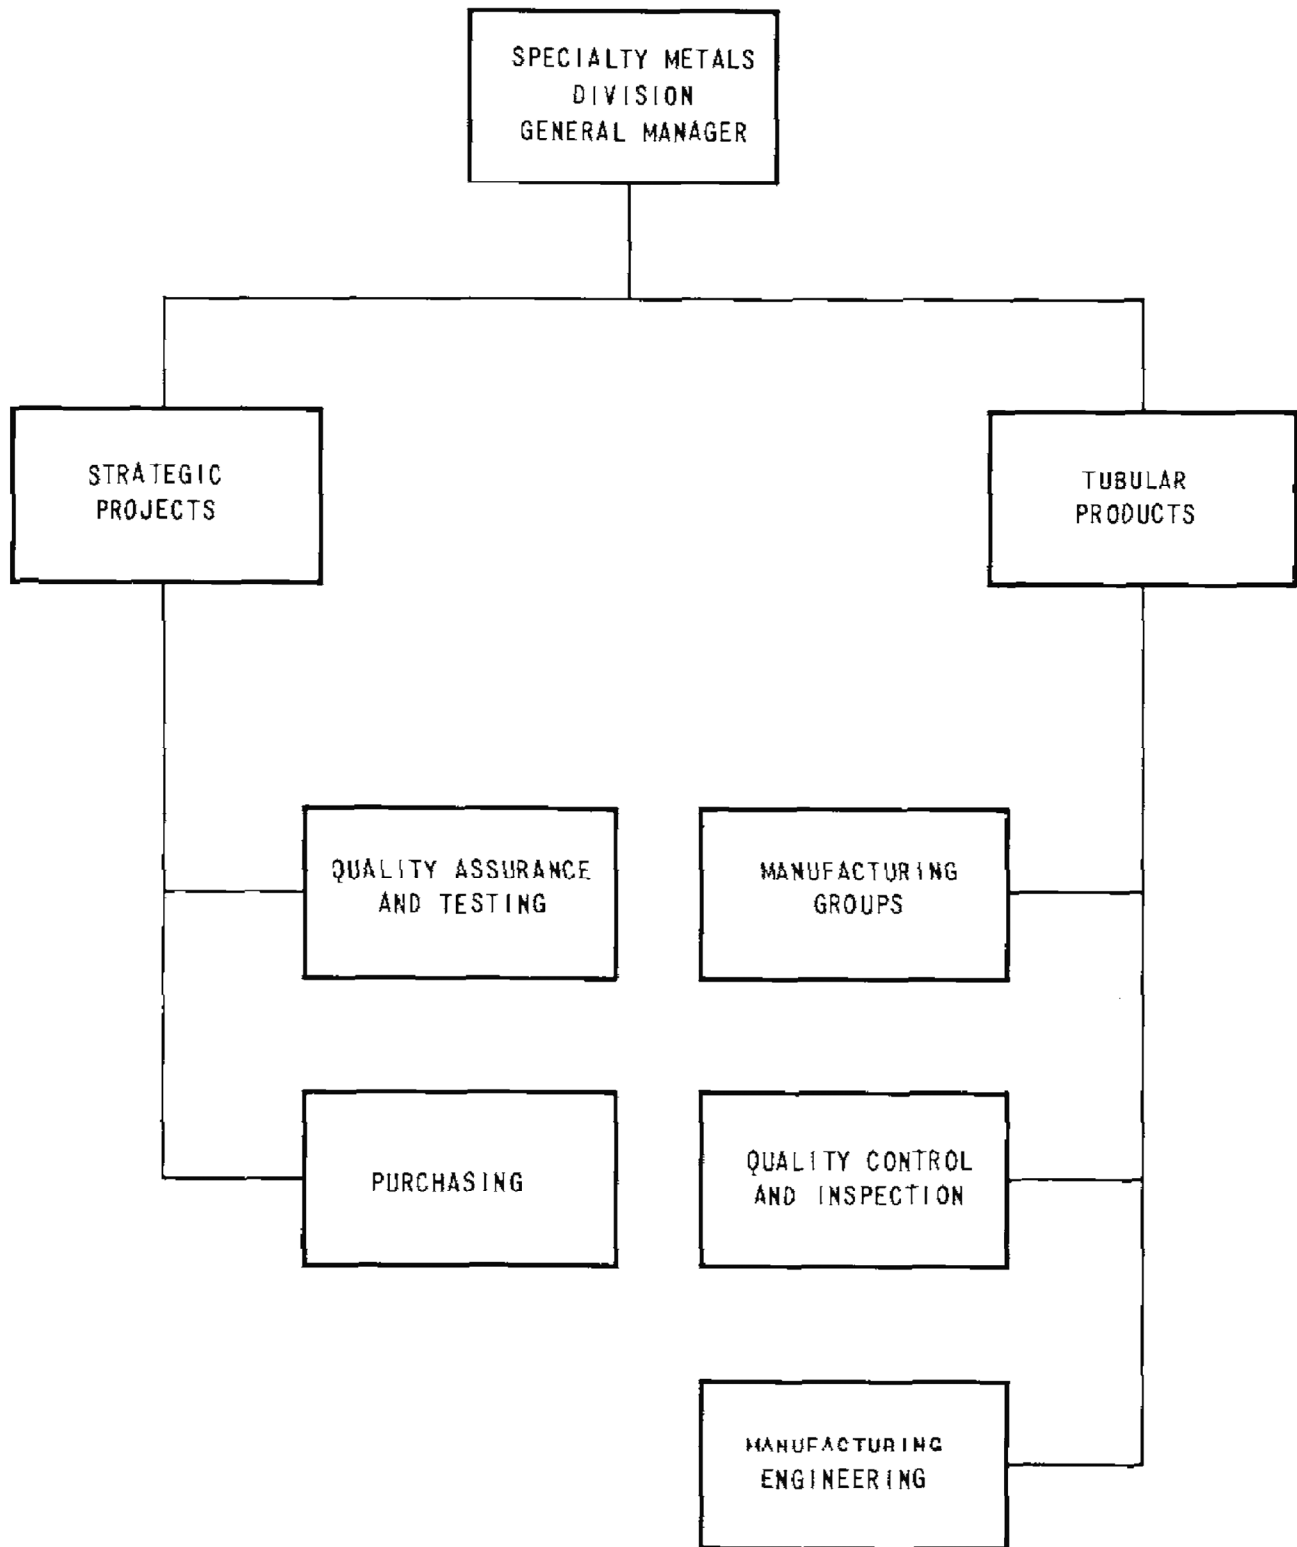 SPECIALTY METALS
DIVISION
GENERAL MANAGER
STRATEGIC
PROJECTS
TUBULAR
PRODUCTS
QUALITY ASSURANCE
AND TESTING
MANUFACTURING
GROUPS
PURCHASING
QUALITY CONTROL
AND INSPECTION
MANUFACTURING
ENGINEERING